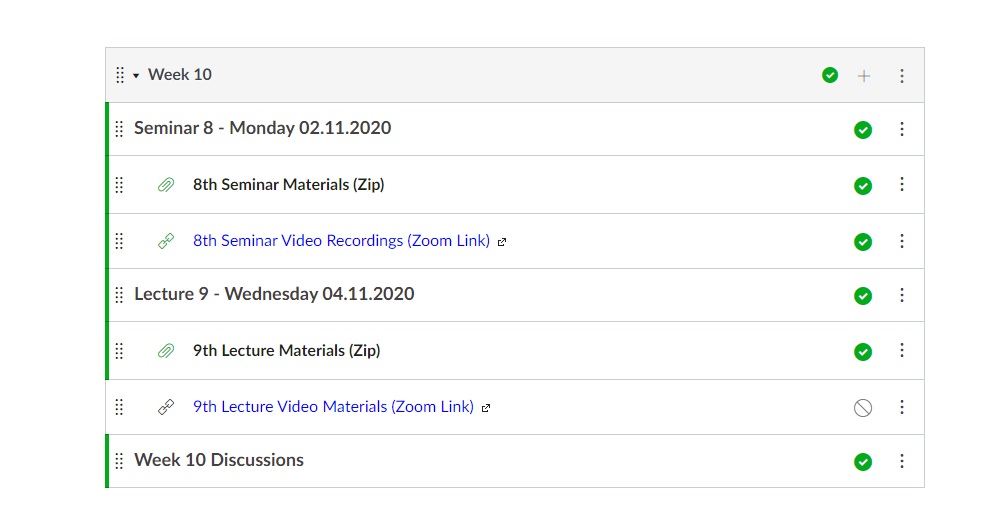 Week 10
Seminar 8 - Monday 02.11.2020
8th Seminar Materials (Zip)
8th Seminar Video Recordings (Zoom Link)
Lecture 9 - Wednesday 04.11.2020
9th Lecture Materials (Zip)
9th Lecture Video Materials (Zoom Link)
Week 10 Discussions